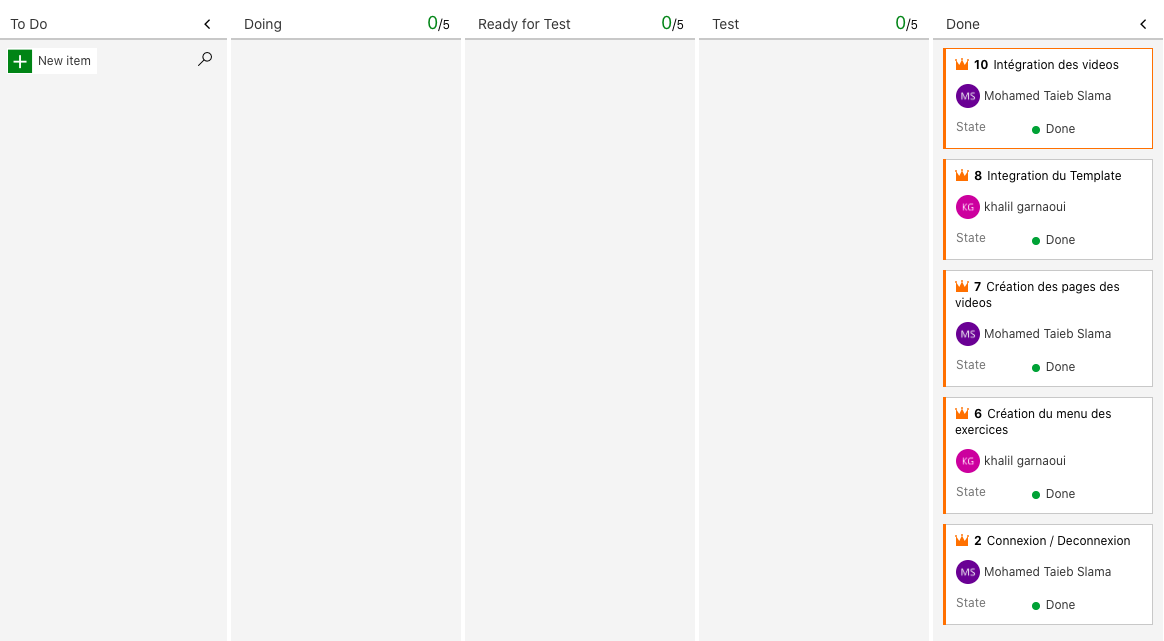 To Do
Doing
0/5
Ready for Test
0/5
Test
0/5
Done
New item
10 Intégration des videos
MS Mohamed Taieb Slama
State Done
8 Integration du Template
KG khalil garnaoui
State Done
7 Création des pages des
videos
MS Mohamed Taieb Slama
State Done
6 Création du menu des
exercices
KG khalil garnaoui
State Done
2 Connexion / Deconnexion
MS Mohamed Taieb Slama
State Done